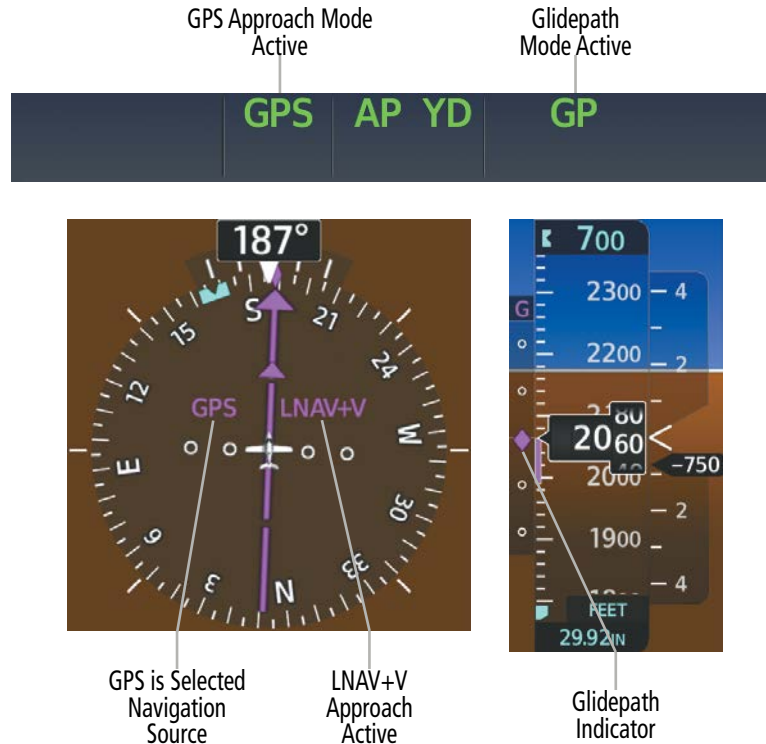 GPS Approach Mode
Active
Glidepath
Mode Active
GPS AP YD GP
187°
S
21
24
W
30
33
N
3
6
E
12
15
GPS LNAV+V
700
2300
2200
2060
80
2000
1900
G
4
2
2
4
-750
FEET
29.92IN
GPS is Selected
Navigation
Source
LNAV+V
Approach
Active
Glidepath
Indicator